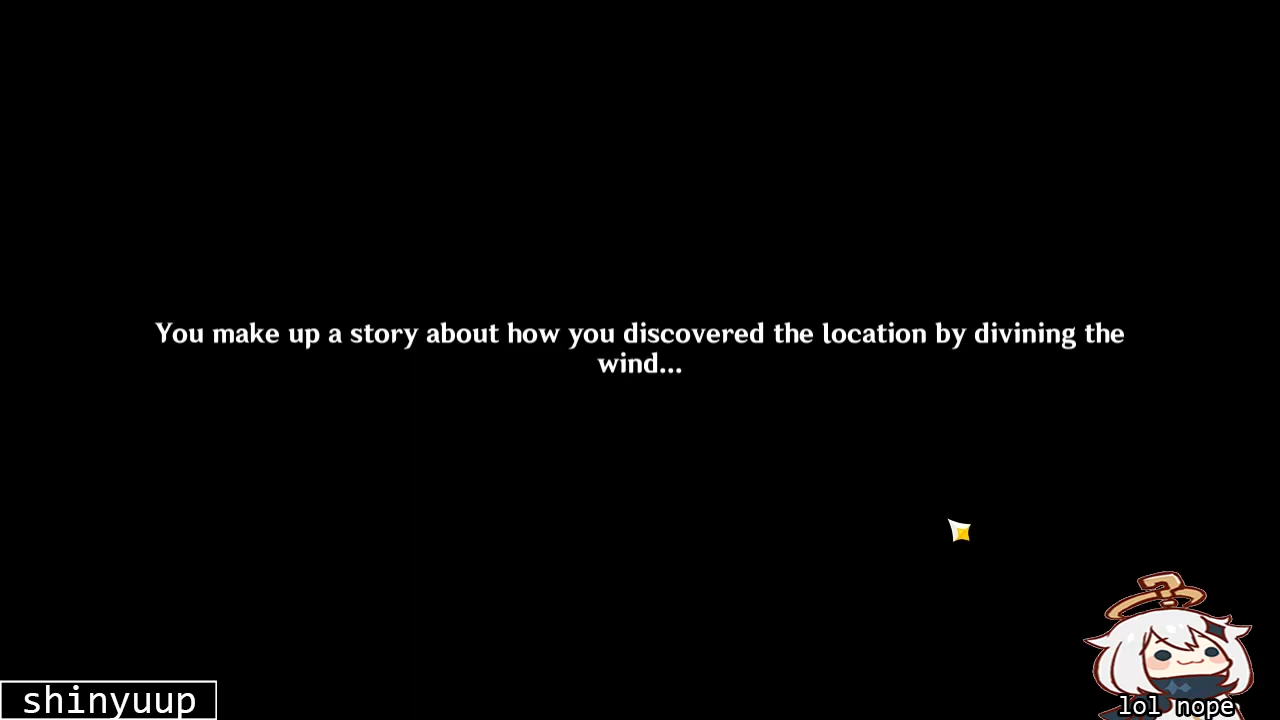 You make up a story about how you discovered the location by divining the
wind...
shinyuup
lol nope